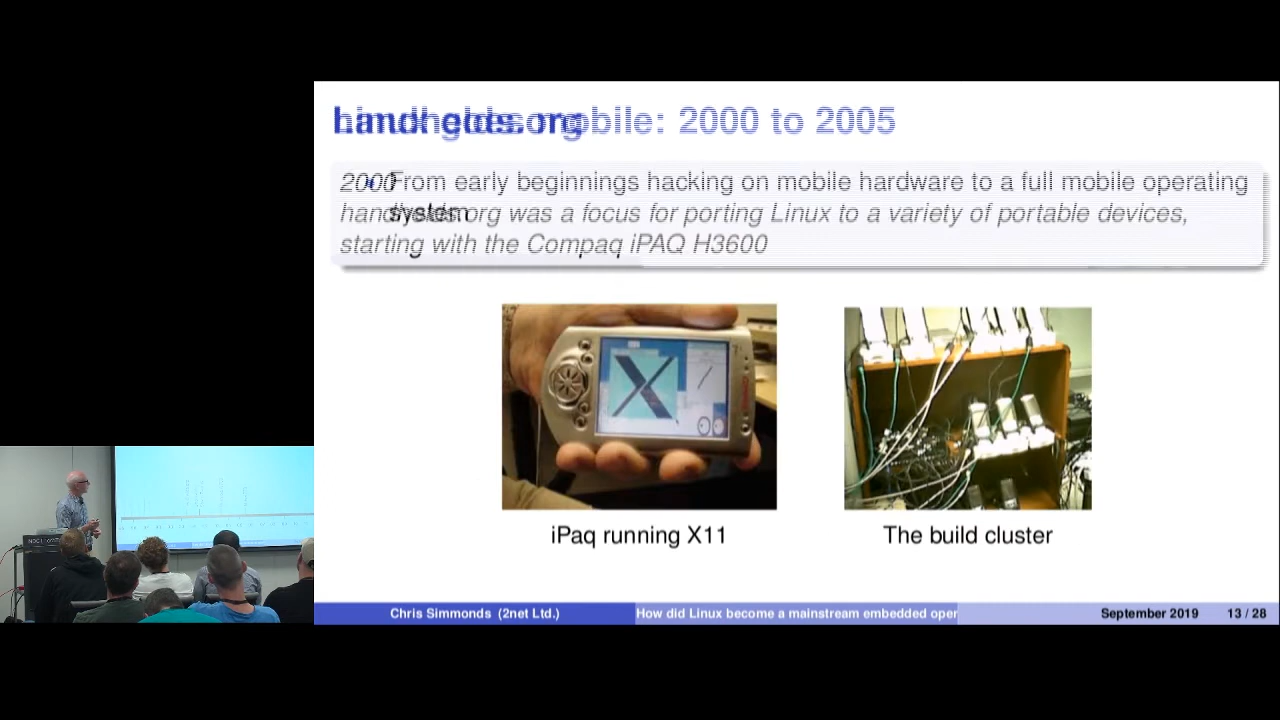 handhelds.org
Linux goes mobile: 2000 to 2005
2000
From early beginnings hacking on mobile hardware to a full mobile operating
system
handhelds.org was a focus for porting Linux to a variety of portable devices,
starting with the Compaq iPAQ H3600
iPaq running X11
The build cluster
Chris Simmonds (2net Ltd.)
How did Linux become a mainstream embedded oper
September 2019
13 / 28